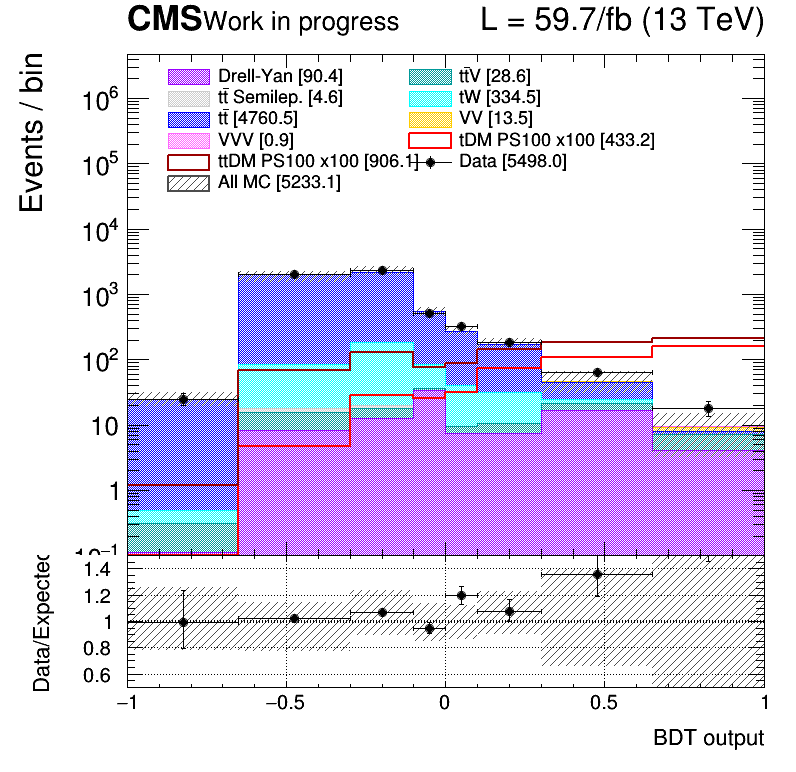 CMS Work in progress L = 59.7/fb (13 TeV)
Events / bin
10⁶
10⁵
10⁴
10³
10²
10
1
10⁻¹
Drell-Yan [90.4] tt̄V [28.6]
tt̄ Semilep. [4.6] tW [334.5]
tt̄ [4760.5] VV [13.5]
VVV [0.9] tDM PS100 x100 [433.2]
ttDM PS100 x100 [906.1] Data [5498.0]
All MC [5233.1]
Data/Expected
1.4
1.2
1
0.8
0.6
−1 −0.5 0 0.5 1
BDT output